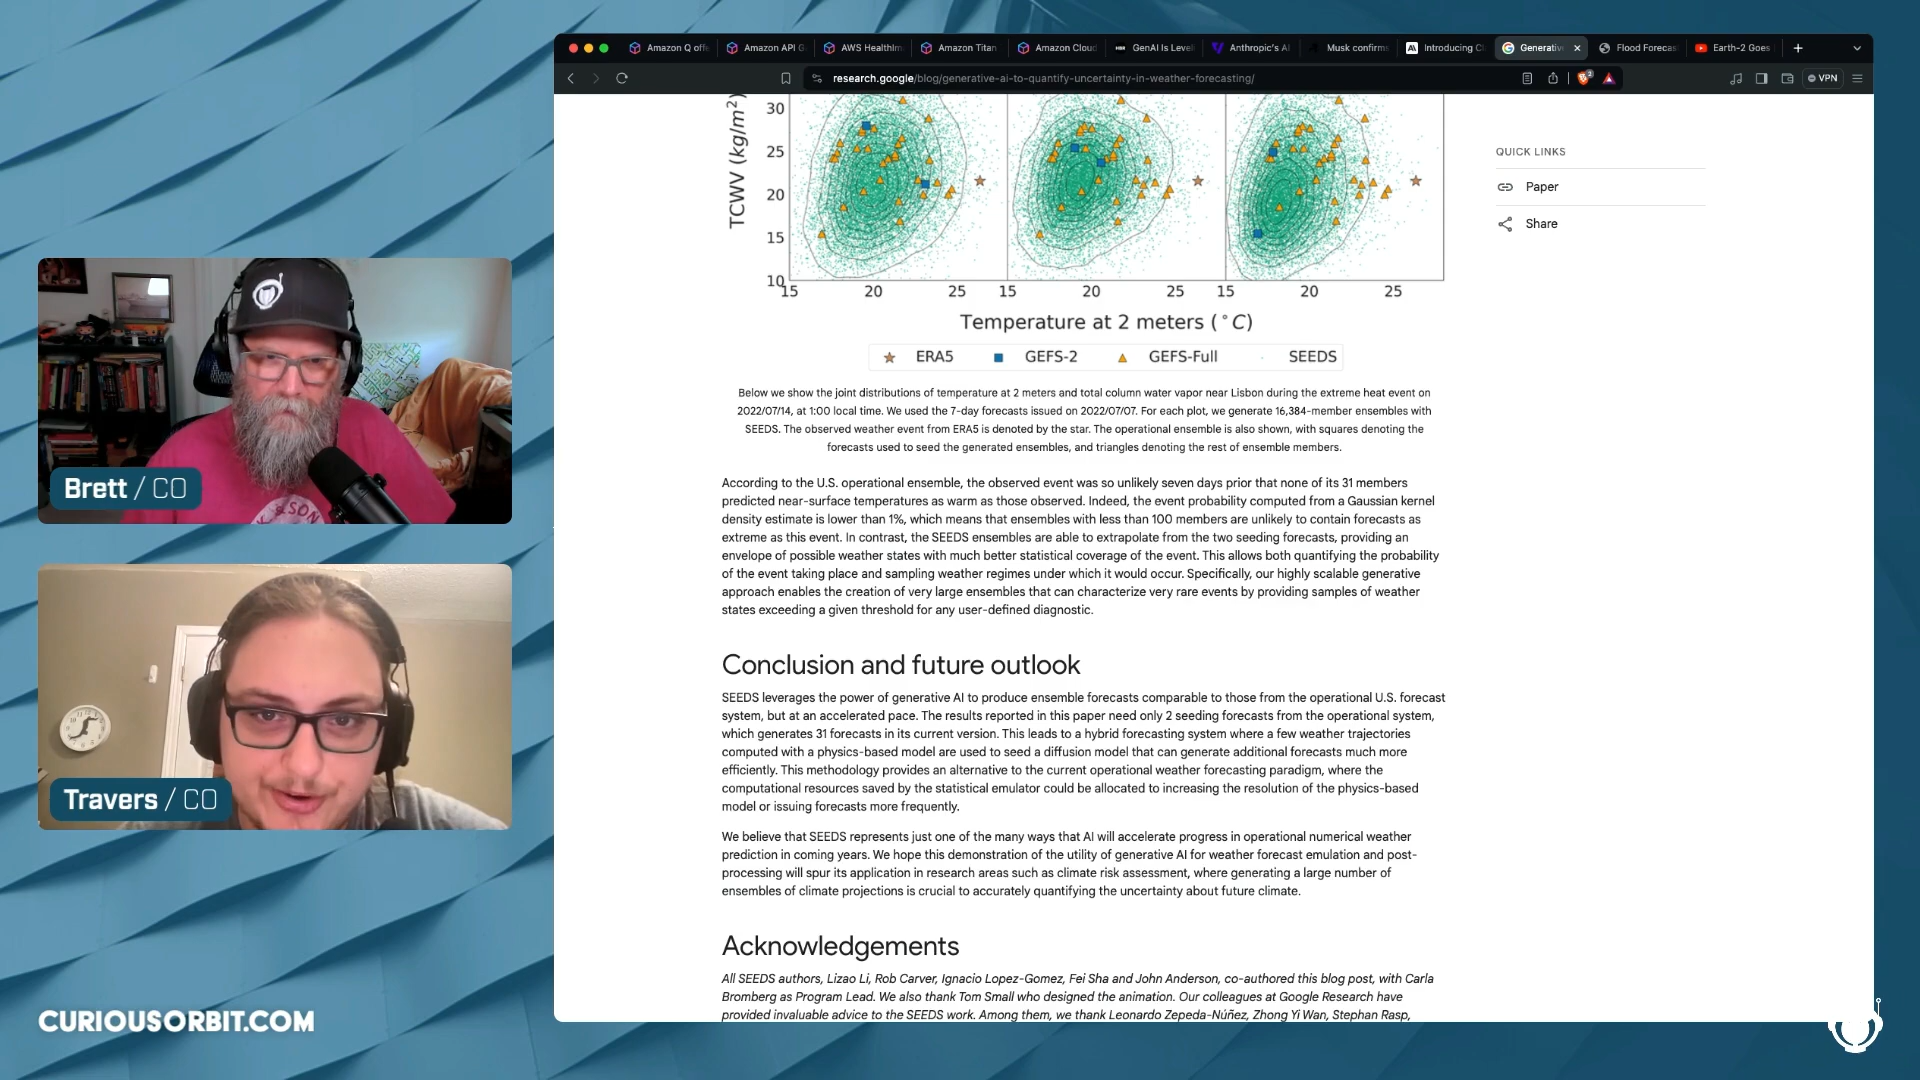 Amazon Q off
Amazon API G
AWS HealthIm
Amazon Titan
Amazon Cloud
GenAI Is Level
Anthropic's AI
Musk confirms
Introducing Cl
Generativ
Flood Forecas
Earth-2 Goes
research.google/blog/generative-ai-to-quantify-uncertainty-in-weather-forecasting/
VPN
TCWV (kg/m²)
30
25
20
15
10
15 20 25 15 20 25 15 20 25
Temperature at 2 meters (°C)
ERA5 GEFS-2 GEFS-Full SEEDS
QUICK LINKS
Paper
Share
Below we show the joint distributions of temperature at 2 meters and total column water vapor near Lisbon during the extreme heat event on
2022/07/14, at 1:00 local time. We used the 7-day forecasts issued on 2022/07/07. For each plot, we generate 16,384-member ensembles with
SEEDS. The observed weather event from ERA5 is denoted by the star. The operational ensemble is also shown, with squares denoting the
forecasts used to seed the generated ensembles, and triangles denoting the rest of ensemble members.
According to the U.S. operational ensemble, the observed event was so unlikely seven days prior that none of its 31 members
predicted near-surface temperatures as warm as those observed. Indeed, the event probability computed from a Gaussian kernel
density estimate is lower than 1%, which means that ensembles with less than 100 members are unlikely to contain forecasts as
extreme as this event. In contrast, the SEEDS ensembles are able to extrapolate from the two seeding forecasts, providing an
envelope of possible weather states with much better statistical coverage of the event. This allows both quantifying the probability
of the event taking place and sampling weather regimes under which it would occur. Specifically, our highly scalable generative
approach enables the creation of very large ensembles that can characterize very rare events by providing samples of weather
states exceeding a given threshold for any user-defined diagnostic.
Conclusion and future outlook
SEEDS leverages the power of generative AI to produce ensemble forecasts comparable to those from the operational U.S. forecast
system, but at an accelerated pace. The results reported in this paper need only 2 seeding forecasts from the operational system,
which generates 31 forecasts in its current version. This leads to a hybrid forecasting system where a few weather trajectories
computed with a physics-based model are used to seed a diffusion model that can generate additional forecasts much more
efficiently. This methodology provides an alternative to the current operational weather forecasting paradigm, where the
computational resources saved by the statistical emulator could be allocated to increasing the resolution of the physics-based
model or issuing forecasts more frequently.
We believe that SEEDS represents just one of the many ways that AI will accelerate progress in operational numerical weather
prediction in coming years. We hope this demonstration of the utility of generative AI for weather forecast emulation and post-
processing will spur its application in research areas such as climate risk assessment, where generating a large number of
ensembles of climate projections is crucial to accurately quantifying the uncertainty about future climate.
Acknowledgements
All SEEDS authors, Lizao Li, Rob Carver, Ignacio Lopez-Gomez, Fei Sha and John Anderson, co-authored this blog post, with Carla
Bromberg as Program Lead. We also thank Tom Small who designed the animation. Our colleagues at Google Research have
provided invaluable advice to the SEEDS work. Among them, we thank Leonardo Zepeda-Núñez, Zhong Yi Wan, Stephan Rasp,
Brett / CO
Travers / CO
CURIOUSORBIT.COM